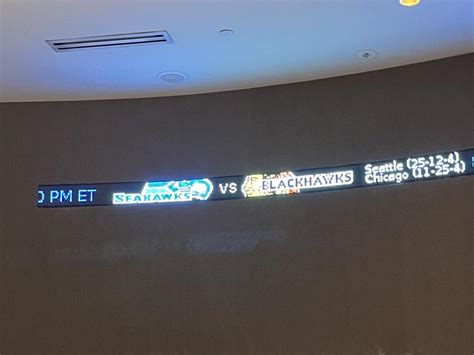 PM ET
SEAHAWKS
VS
BLACKHAWKS
Seattle (25-12-4)
Chicago (11-25-4)